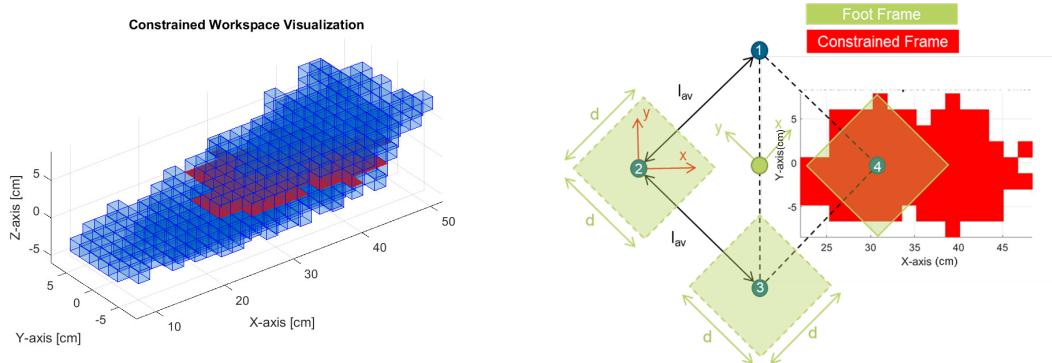 Constrained Workspace Visualization
Z-axis [cm]
5
0
-5
Y-axis [cm]
5
0
-5
X-axis [cm]
10
20
30
40
50
Foot Frame
Constrained Frame
1
l_av
d
d
y
x
2
y
x
4
l_av
3
d
d
Y-axis(cm)
5
0
-5
25
30
35
40
45
X-axis (cm)